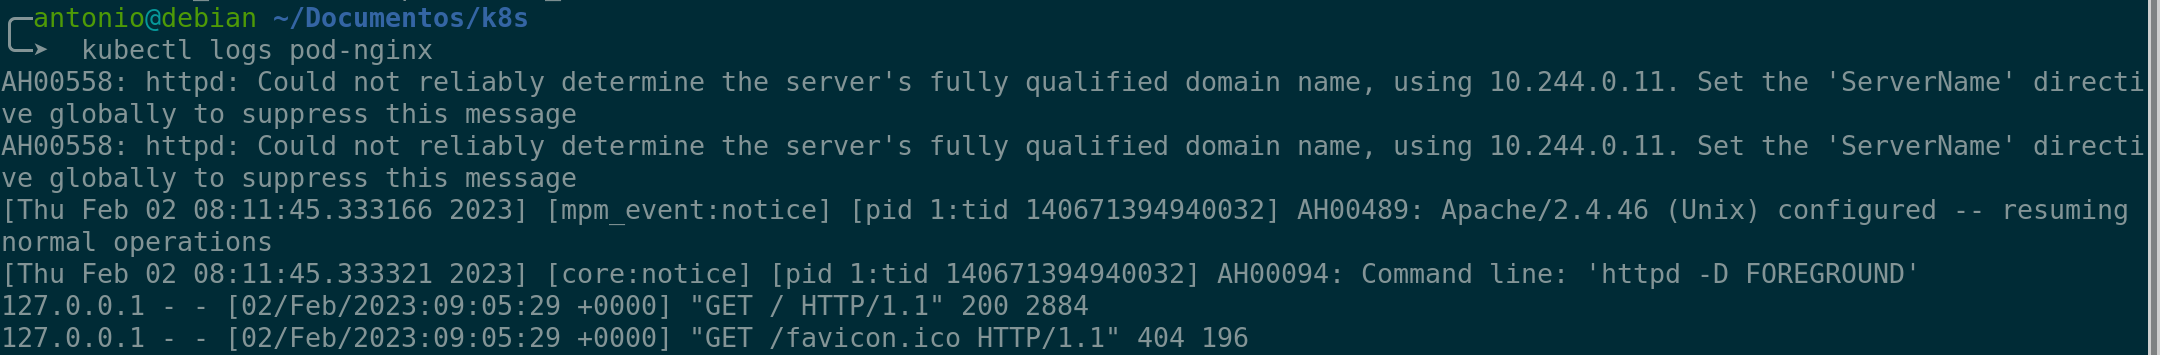 antonio@debian ~/Documentos/k8s
➤ kubectl logs pod-nginx
AH00558: httpd: Could not reliably determine the server's fully qualified domain name, using 10.244.0.11. Set the 'ServerName' directi
ve globally to suppress this message
AH00558: httpd: Could not reliably determine the server's fully qualified domain name, using 10.244.0.11. Set the 'ServerName' directi
ve globally to suppress this message
[Thu Feb 02 08:11:45.333166 2023] [mpm_event:notice] [pid 1:tid 140671394940032] AH00489: Apache/2.4.46 (Unix) configured -- resuming
normal operations
[Thu Feb 02 08:11:45.333321 2023] [core:notice] [pid 1:tid 140671394940032] AH00094: Command line: 'httpd -D FOREGROUND'
127.0.0.1 - - [02/Feb/2023:09:05:29 +0000] "GET / HTTP/1.1" 200 2884
127.0.0.1 - - [02/Feb/2023:09:05:29 +0000] "GET /favicon.ico HTTP/1.1" 404 196